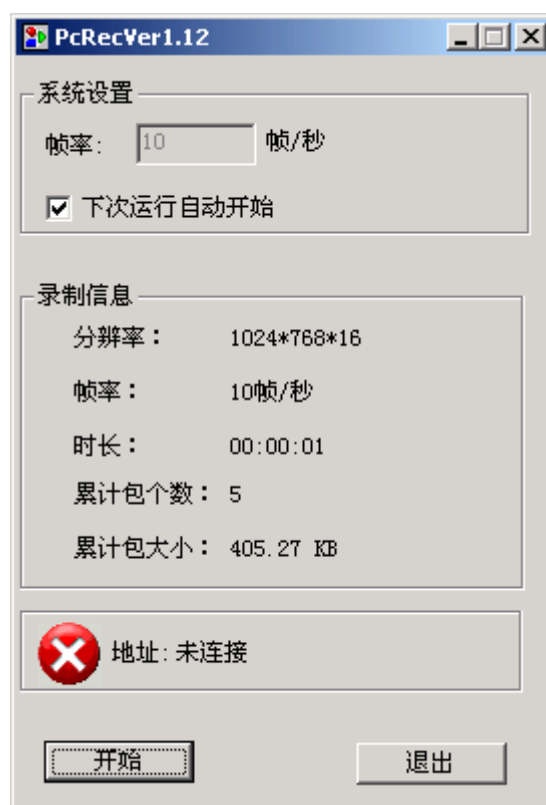 PcRecVer1.12
系统设置
帧率: 10 帧/秒
下次运行自动开始
录制信息
分辨率： 1024*768*16
帧率： 10帧/秒
时长： 00:00:01
累计包个数： 5
累计包大小： 405.27 KB
地址: 未连接
开始 退出